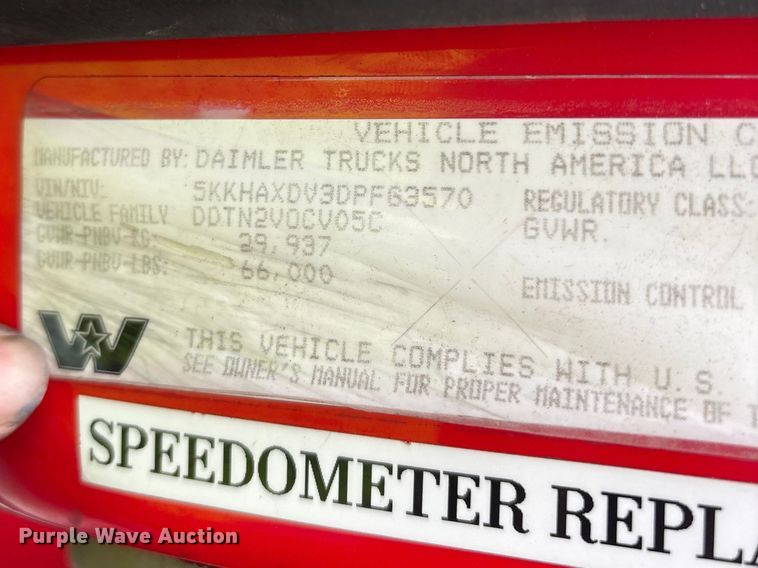 VEHICLE EMISSION C
MANUFACTURED BY: DAIMLER TRUCKS NORTH AMERICA LLC
VIN/NIV: 5KKHAXDV3DPFG3570 REGULATORY CLASS:
VEHICLE FAMILY DDTN2VOCV05C GVWR.
GVWR-PNBV-KG: 29,937
GVWR-PNBV-LBS: 66,000
EMISSION CONTROL
W
THIS VEHICLE COMPLIES WITH U.S
SEE OWNER'S MANUAL FOR PROPER MAINTENANCE OF T
SPEEDOMETER REPLA
Purple Wave Auction